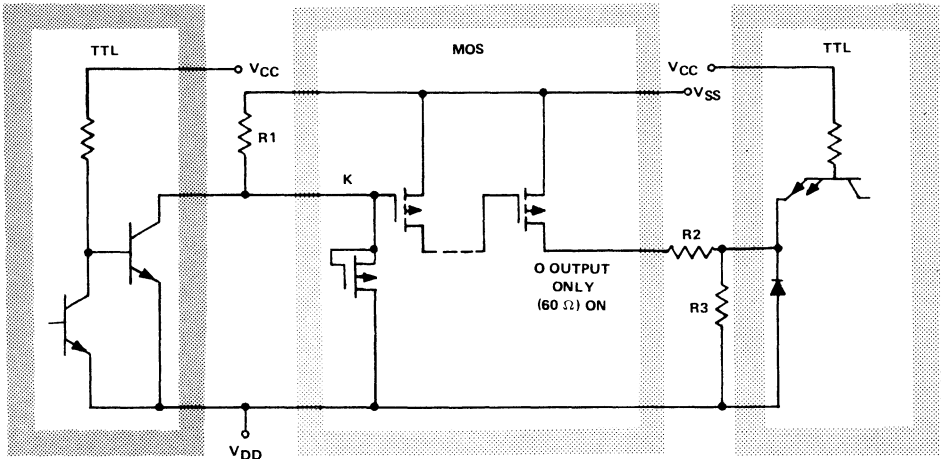 TTL
MOS
TTL
VCC
VCC
VSS
R1
K
R2
O OUTPUT
ONLY
(60 Ω) ON
R3
VDD